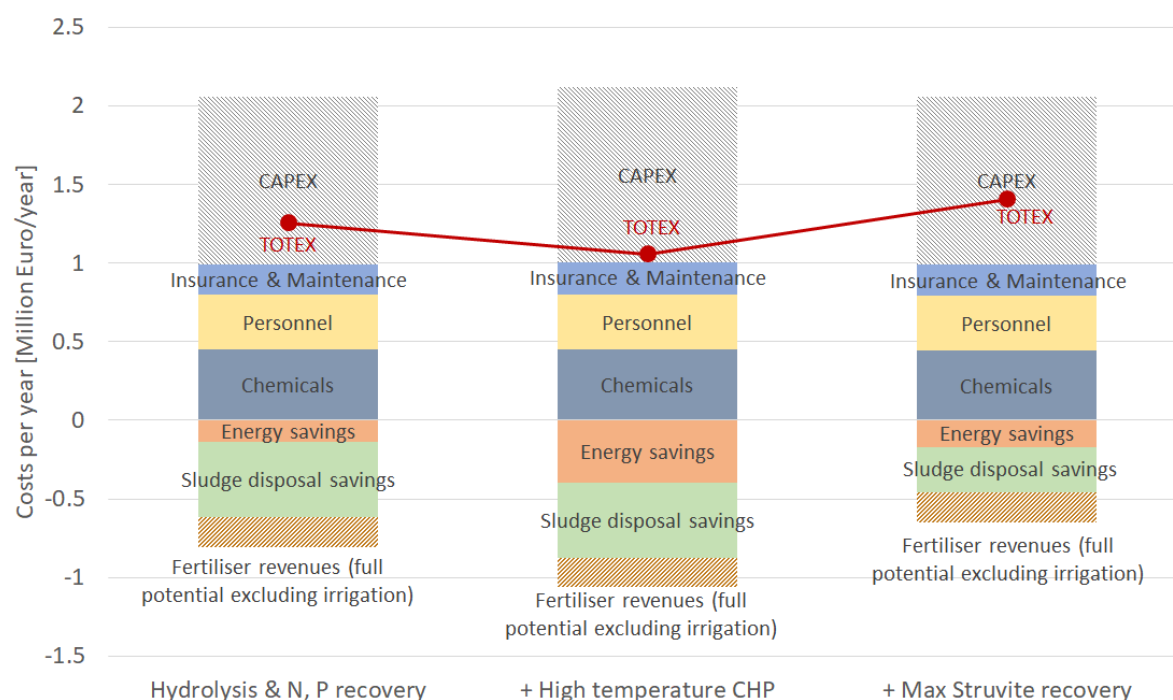 2.5
2
1.5
1
0.5
0
-0.5
-1
-1.5
Costs per year [Million Euro/year]
CAPEX
TOTEX
Insurance & Maintenance
Personnel
Chemicals
Energy savings
Sludge disposal savings
Fertiliser revenues (full
potential excluding irrigation)
Hydrolysis & N, P recovery
CAPEX
TOTEX
Insurance & Maintenance
Personnel
Chemicals
Energy savings
Sludge disposal savings
Fertiliser revenues (full
potential excluding irrigation)
+ High temperature CHP
CAPEX
TOTEX
Insurance & Maintenance
Personnel
Chemicals
Energy savings
Sludge disposal savings
Fertiliser revenues (full
potential excluding irrigation)
+ Max Struvite recovery